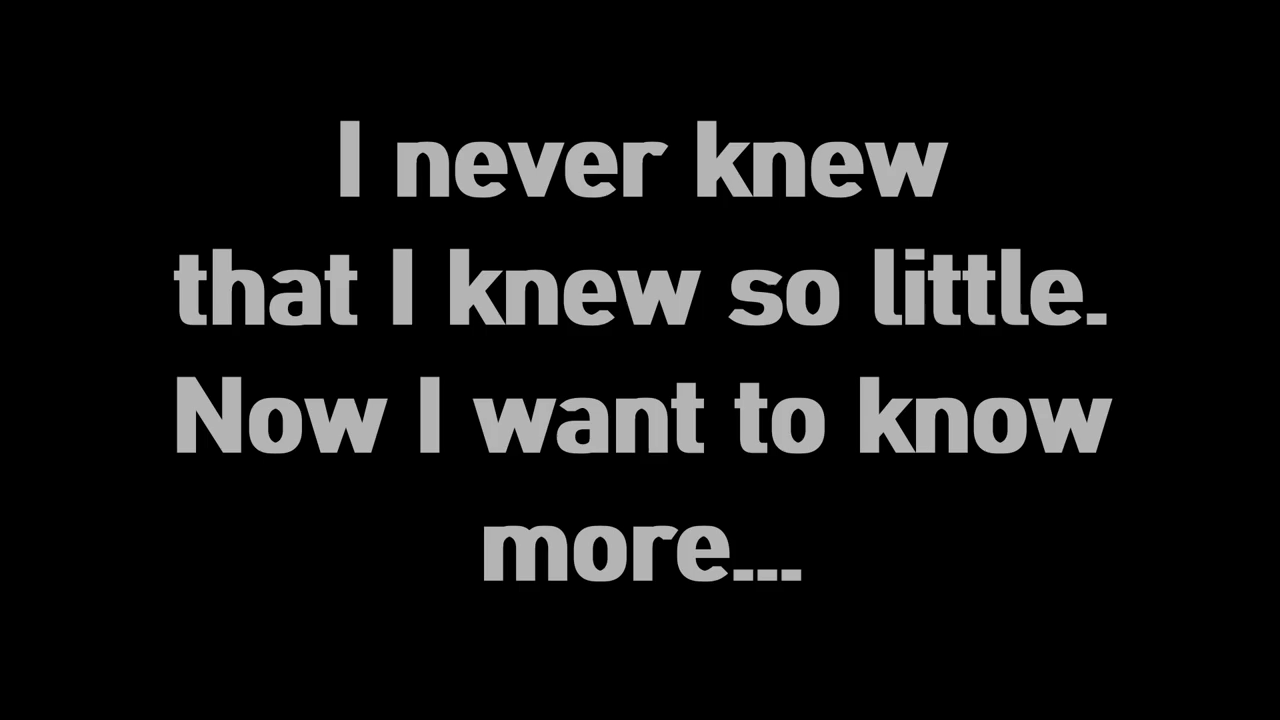 I never knew
that I knew so little.
Now I want to know
more...